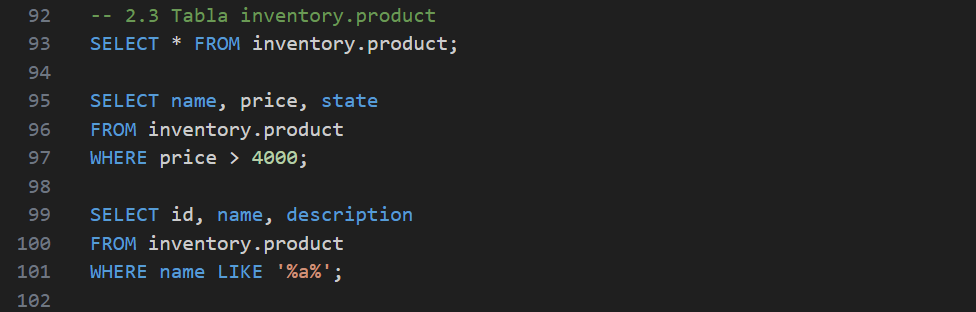 92 -- 2.3 Tabla inventory.product
93 SELECT * FROM inventory.product;
94
95 SELECT name, price, state
96 FROM inventory.product
97 WHERE price > 4000;
98
99 SELECT id, name, description
100 FROM inventory.product
101 WHERE name LIKE '%a%';
102